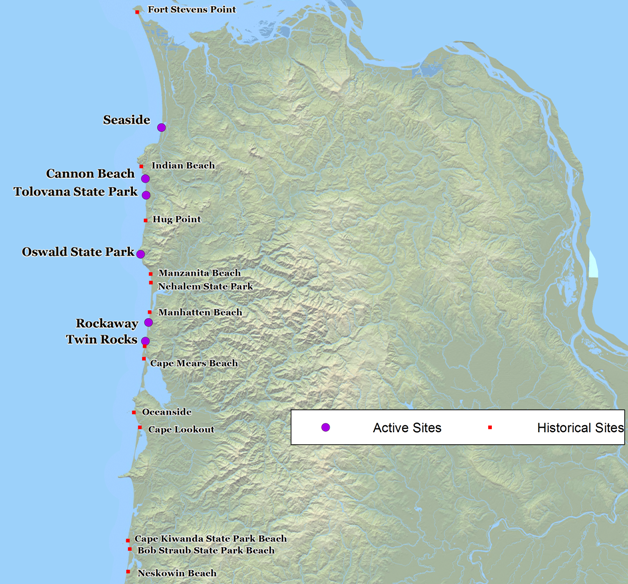 Fort Stevens Point
Seaside
Indian Beach
Cannon Beach
Tolovana State Park
Hug Point
Oswald State Park
Manzanita Beach
Nehalem State Park
Manhatten Beach
Rockaway
Twin Rocks
Cape Mears Beach
Oceanside
Active Sites Historical Sites
Cape Lookout
Cape Kiwanda State Park Beach
Bob Straub State Park Beach
Neskowin Beach